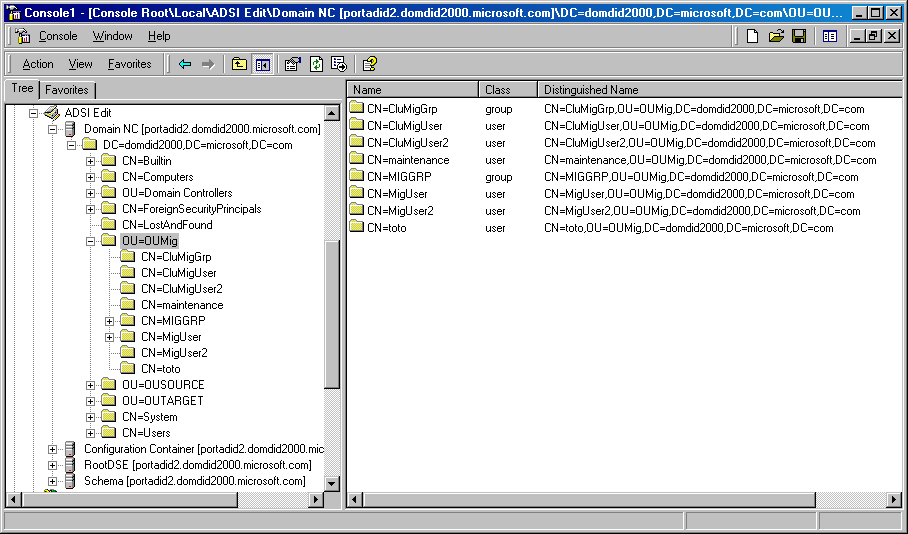 Console1 - [Console Root\Local\ADSI Edit\Domain NC [portadid2.domdid2000.microsoft.com]\DC=domdid2000,DC=microsoft,DC=com\OU=OU...
Console Window Help
Action View Favorites
Tree Favorites
ADSI Edit
Domain NC [portadid2.domdid2000.microsoft.com]
DC=domdid2000,DC=microsoft,DC=com
CN=Builtin
CN=Computers
OU=Domain Controllers
CN=ForeignSecurityPrincipals
CN=LostAndFound
OU=OUMig
CN=CluMigGrp
CN=CluMigUser
CN=CluMigUser2
CN=maintenance
CN=MIGGRP
CN=MigUser
CN=MigUser2
CN=toto
OU=OUSOURCE
OU=OUTARGET
CN=System
CN=Users
Configuration Container [portadid2.domdid2000.mic
RootDSE [portadid2.domdid2000.microsoft.com]
Schema [portadid2.domdid2000.microsoft.com]
Name Class Distinguished Name
CN=CluMigGrp group CN=CluMigGrp,OU=OUMig,DC=domdid2000,DC=microsoft,DC=com
CN=CluMigUser user CN=CluMigUser,OU=OUMig,DC=domdid2000,DC=microsoft,DC=com
CN=CluMigUser2 user CN=CluMigUser2,OU=OUMig,DC=domdid2000,DC=microsoft,DC=com
CN=maintenance user CN=maintenance,OU=OUMig,DC=domdid2000,DC=microsoft,DC=com
CN=MIGGRP group CN=MIGGRP,OU=OUMig,DC=domdid2000,DC=microsoft,DC=com
CN=MigUser user CN=MigUser,OU=OUMig,DC=domdid2000,DC=microsoft,DC=com
CN=MigUser2 user CN=MigUser2,OU=OUMig,DC=domdid2000,DC=microsoft,DC=com
CN=toto user CN=toto,OU=OUMig,DC=domdid2000,DC=microsoft,DC=com